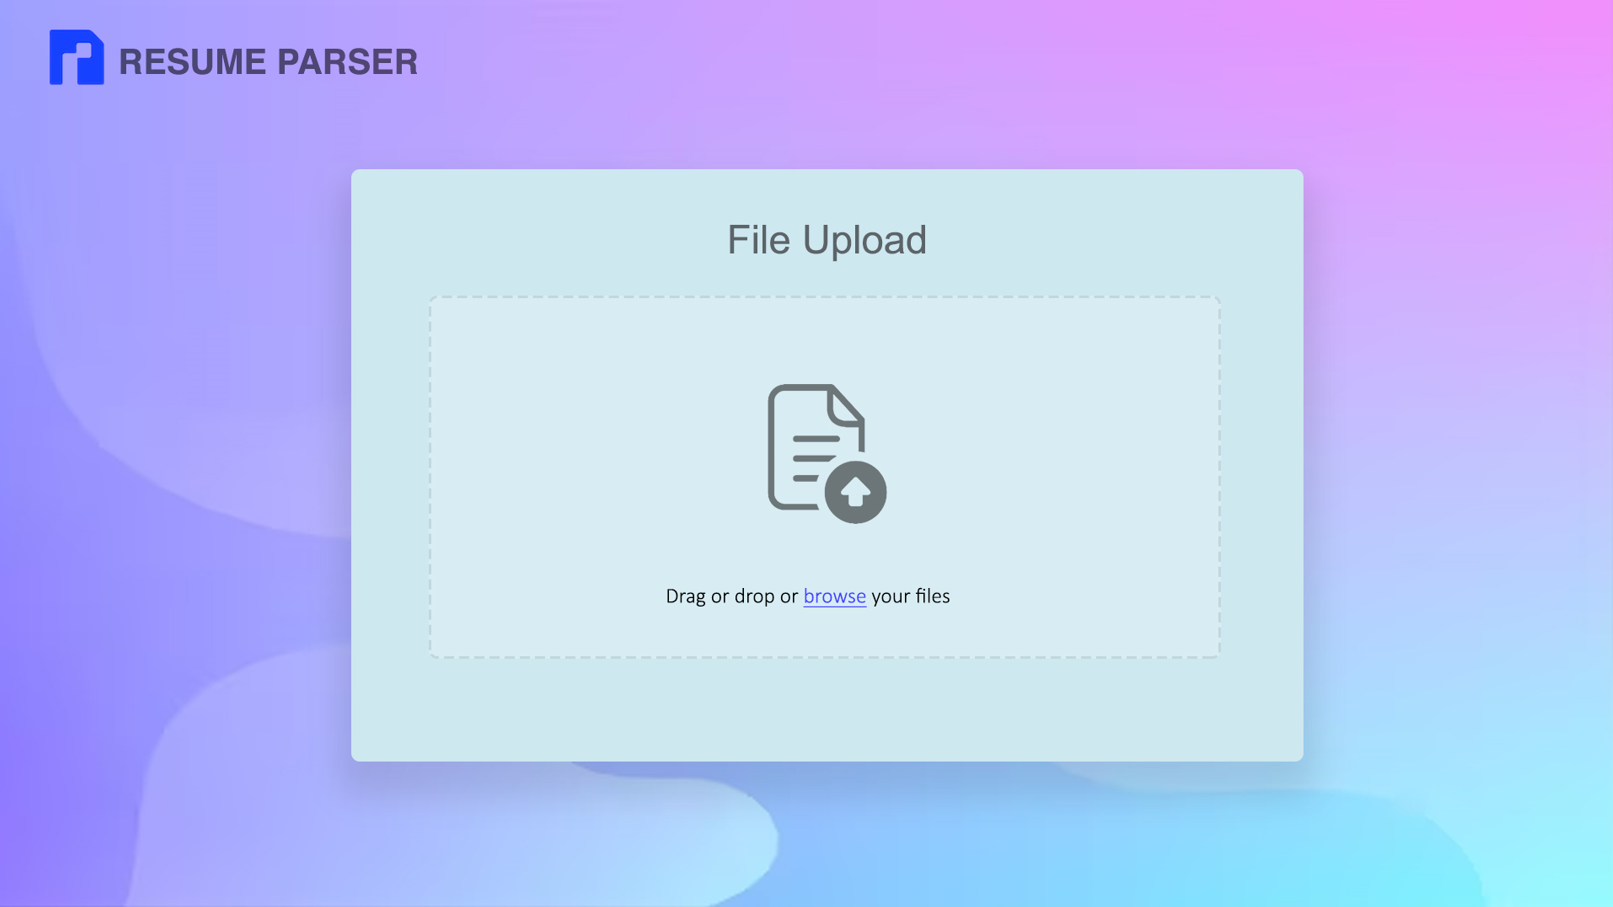 RESUME PARSER
File Upload
Drag or drop or browse your files